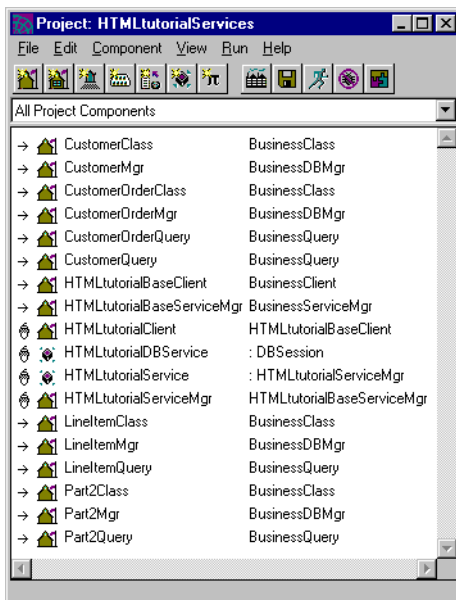 Project: HTMLtutorialServices
File Edit Component View Run Help
All Project Components
CustomerClass BusinessClass
CustomerMgr BusinessDBMgr
CustomerOrderClass BusinessClass
CustomerOrderMgr BusinessDBMgr
CustomerOrderQuery BusinessQuery
CustomerQuery BusinessQuery
HTMLtutorialBaseClient BusinessClient
HTMLtutorialBaseServiceMgr BusinessServiceMgr
HTMLtutorialClient HTMLtutorialBaseClient
HTMLtutorialDBService : DBSession
HTMLtutorialService : HTMLtutorialServiceMgr
HTMLtutorialServiceMgr HTMLtutorialBaseServiceMgr
LineItemClass BusinessClass
LineItemMgr BusinessDBMgr
LineItemQuery BusinessQuery
Part2Class BusinessClass
Part2Mgr BusinessDBMgr
Part2Query BusinessQuery